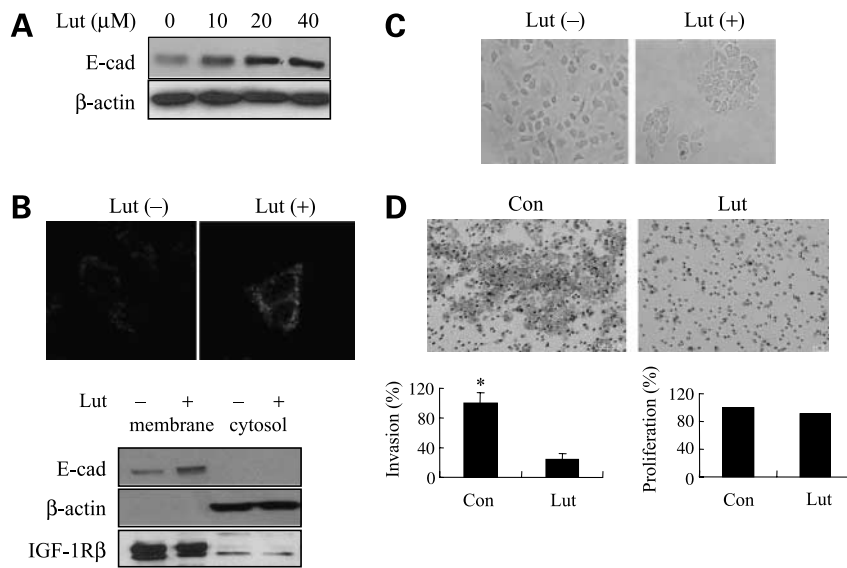 A
Lut (μM) 0 10 20 40
E-cad
β-actin
B
Lut (–) Lut (+)
Lut – + – +
membrane cytosol
E-cad
β-actin
IGF-1Rβ
C
Lut (–) Lut (+)
D
Con Lut
Invasion (%)
120
80
40
0
*
Con Lut
Proliferation (%)
120
80
40
0
Con Lut